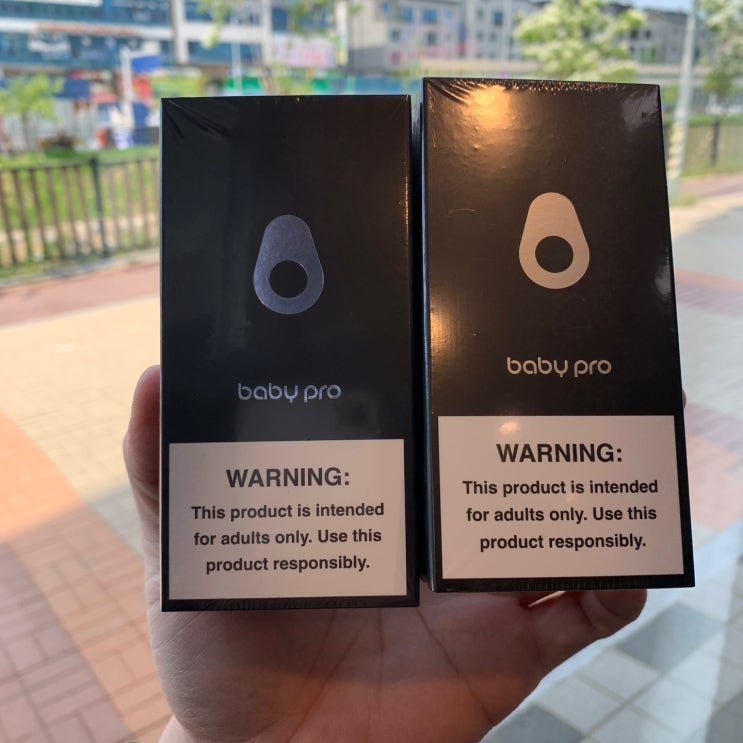 baby pro
WARNING:
This product is intended
for adults only. Use this
product responsibly.
baby pro
WARNING:
This product is intended
for adults only. Use this
product responsibly.